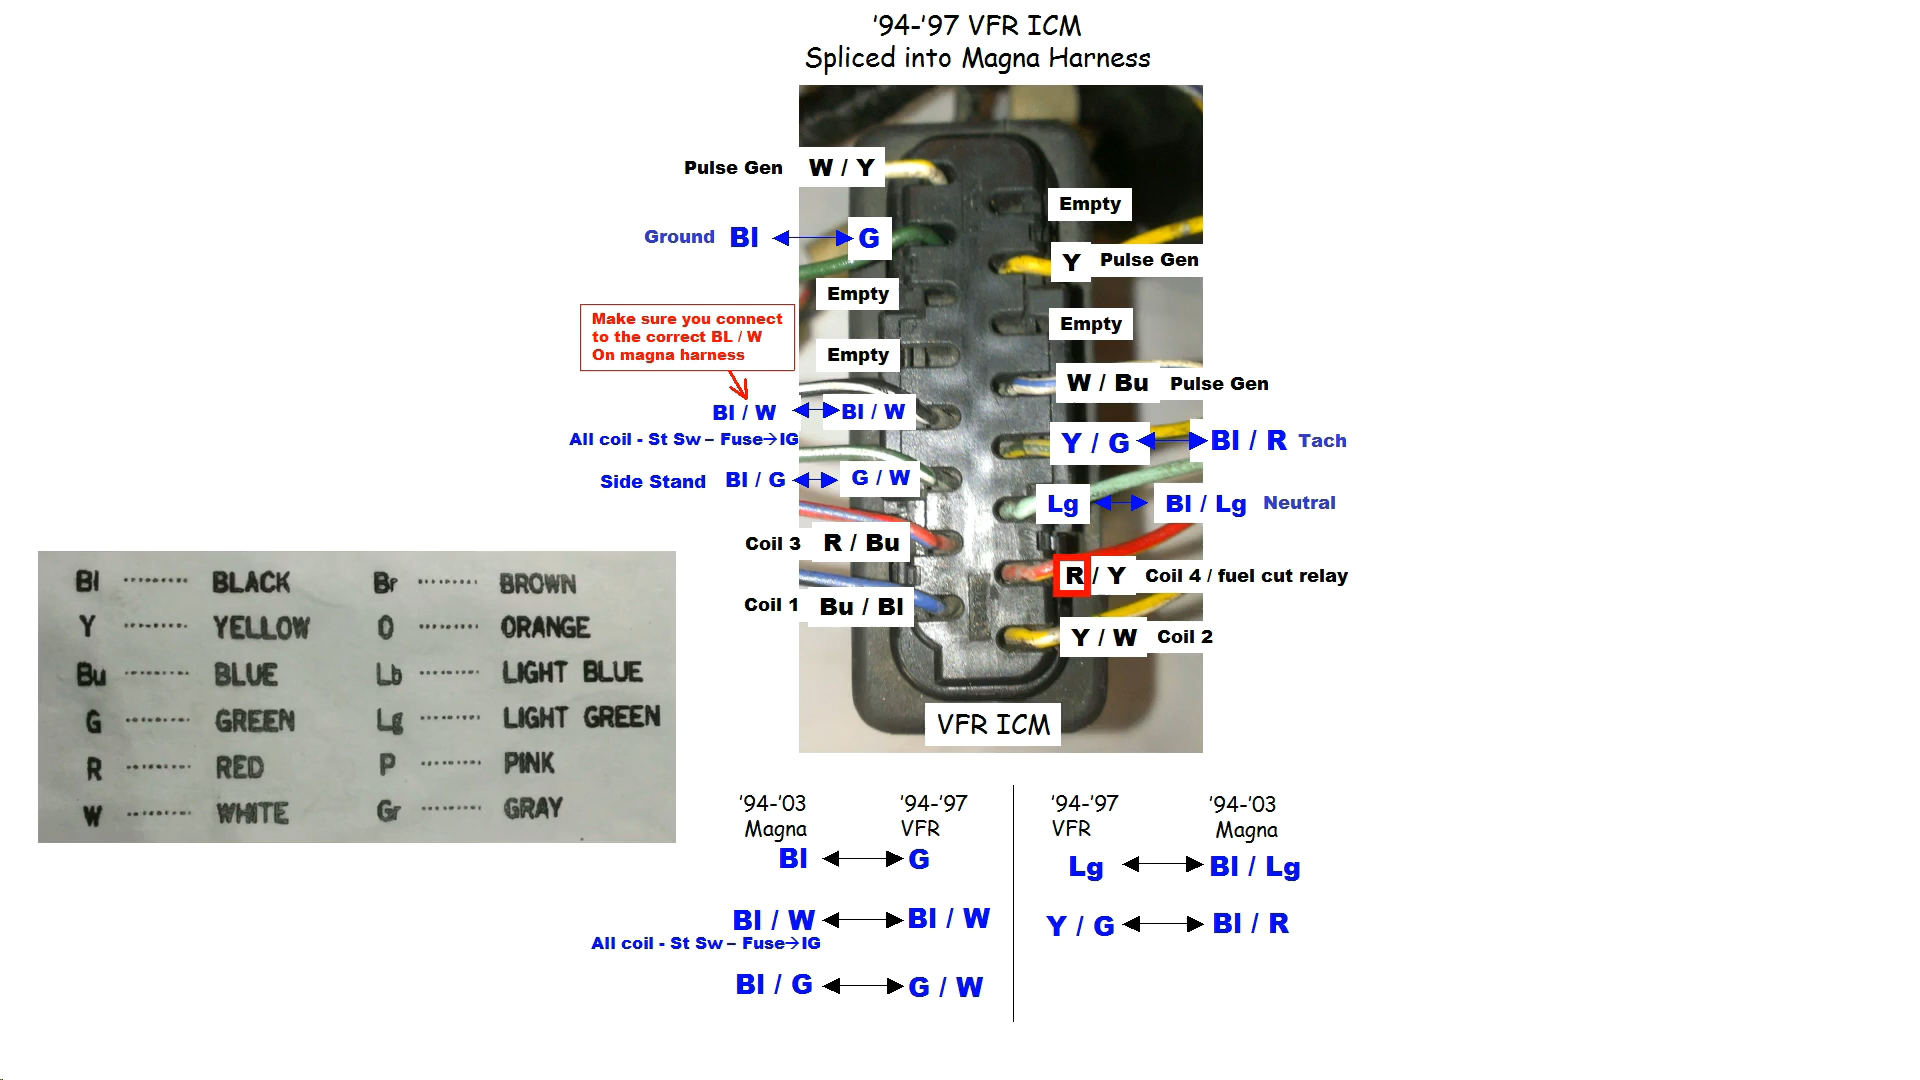 ’94-’97 VFR ICM
Spliced into Magna Harness
Pulse Gen W / Y
Empty
Ground Bl G
Y Pulse Gen
Empty
Make sure you connect
to the correct BL / W
On magna harness
Empty
Empty
W / Bu Pulse Gen
Bl / W Bl / W
All coil - St Sw – Fuse→IG
Y / G Bl / R Tach
Side Stand Bl / G G / W
Lg Bl / Lg Neutral
Coil 3 R / Bu
R / Y Coil 4 / fuel cut relay
Coil 1 Bu / Bl
Y / W Coil 2
VFR ICM
Bl ·········· BLACK Br ·········· BROWN
Y ·········· YELLOW O ·········· ORANGE
Bu ·········· BLUE Lb ·········· LIGHT BLUE
G ·········· GREEN Lg ·········· LIGHT GREEN
R ·········· RED P ·········· PINK
W ·········· WHITE Gr ·········· GRAY
’94-’03 ’94-’97
Magna VFR
Bl G
Bl / W Bl / W
All coil - St Sw – Fuse→IG
Bl / G G / W
’94-’97 ’94-’03
VFR Magna
Lg Bl / Lg
Y / G Bl / R